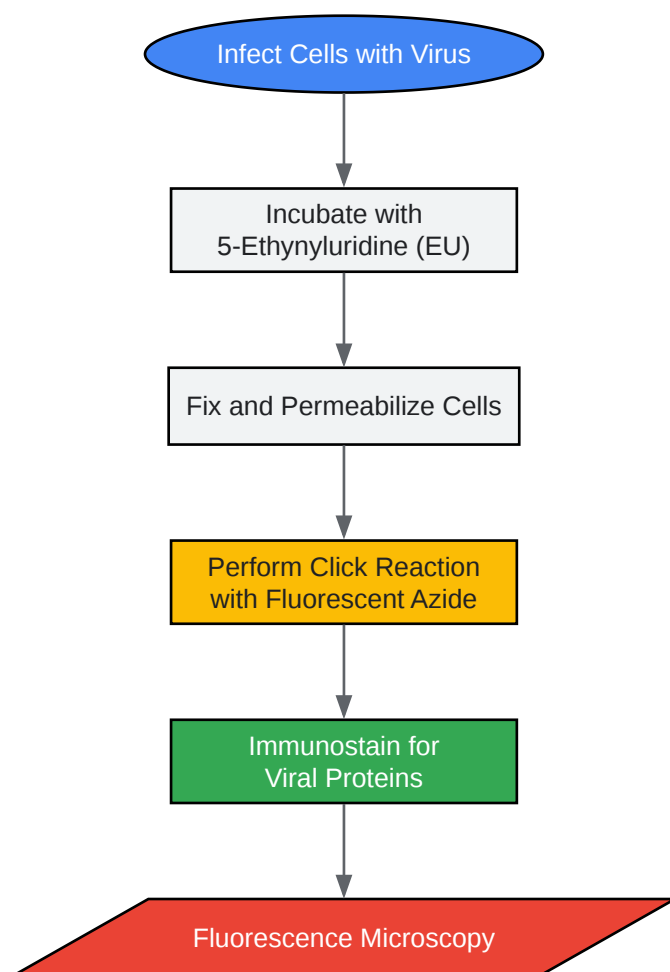 Infect Cells with Virus
Incubate with
5-Ethynyluridine (EU)
Fix and Permeabilize Cells
Perform Click Reaction
with Fluorescent Azide
Immunostain for
Viral Proteins
Fluorescence Microscopy